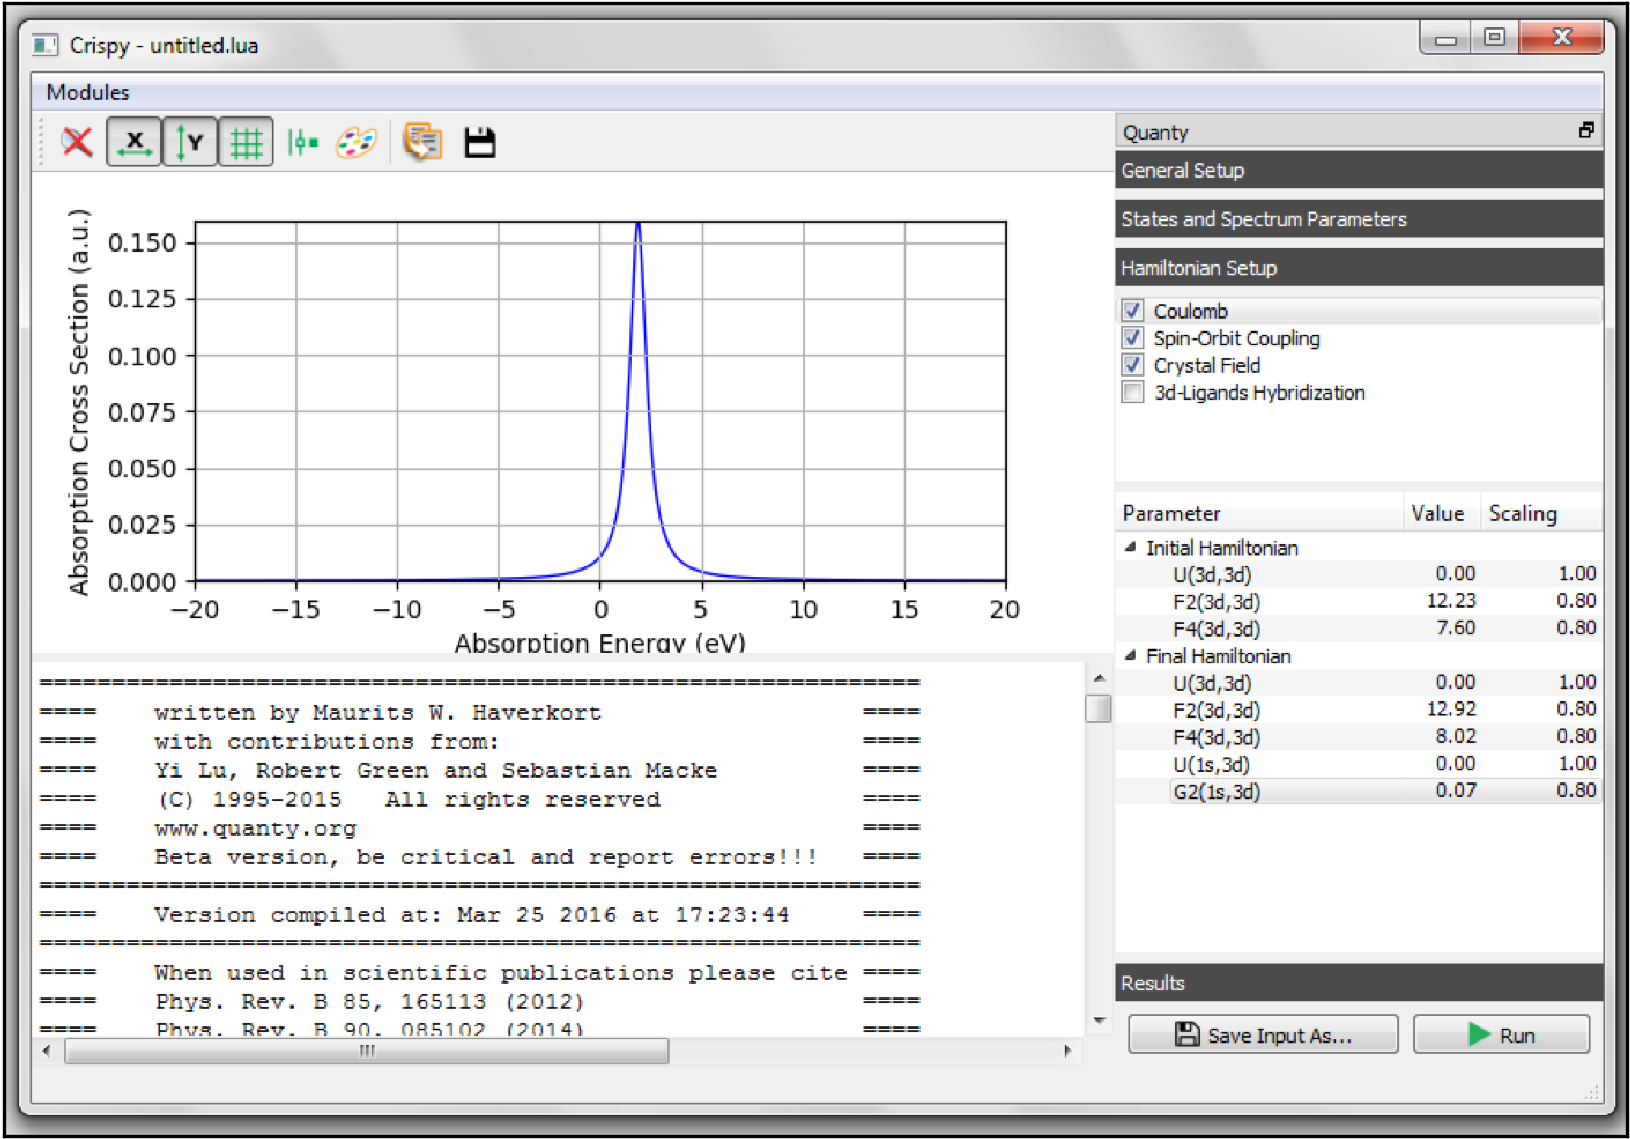 Crispy - untitled.lua
Modules
X Y
Absorption Cross Section (a.u.)
0.150
0.125
0.100
0.075
0.050
0.025
0.000
−20 −15 −10 −5 0 5 10 15 20
Absorption Energy (eV)
==============================================================
==== written by Maurits W. Haverkort ====
==== with contributions from: ====
==== Yi Lu, Robert Green and Sebastian Macke ====
==== (C) 1995-2015 All rights reserved ====
==== www.quanty.org ====
==== Beta version, be critical and report errors!!! ====
==============================================================
==== Version compiled at: Mar 25 2016 at 17:23:44 ====
==============================================================
==== When used in scientific publications please cite ====
==== Phys. Rev. B 85, 165113 (2012) ====
==== Phys. Rev. B 90, 085102 (2014) ====
Quanty
General Setup
States and Spectrum Parameters
Hamiltonian Setup
Coulomb
Spin-Orbit Coupling
Crystal Field
3d-Ligands Hybridization
Parameter Value Scaling
Initial Hamiltonian
U(3d,3d) 0.00 1.00
F2(3d,3d) 12.23 0.80
F4(3d,3d) 7.60 0.80
Final Hamiltonian
U(3d,3d) 0.00 1.00
F2(3d,3d) 12.92 0.80
F4(3d,3d) 8.02 0.80
U(1s,3d) 0.00 1.00
G2(1s,3d) 0.07 0.80
Results
Save Input As... Run